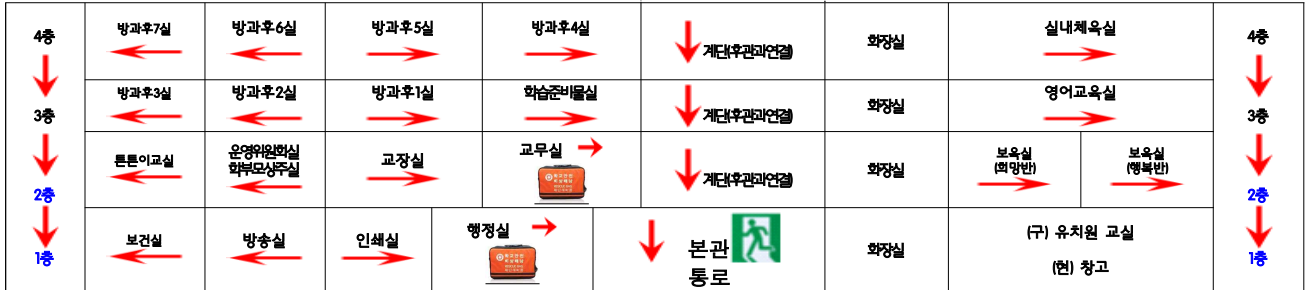 4층
방과후7실
방과후6실
방과후5실
방과후4실
계단(후관과연결)
화장실
실내체육실
4층
3층
방과후3실
방과후2실
방과후1실
학습준비물실
계단(후관과연결)
화장실
영어교육실
3층
2층
튼튼이교실
운영위원회실
학부모상주실
교장실
교무실
계단(후관과연결)
화장실
보육실
(희망반)
보육실
(행복반)
2층
1층
보건실
방송실
인쇄실
행정실
본관
통로
화장실
(구) 유치원 교실
(현) 창고
1층